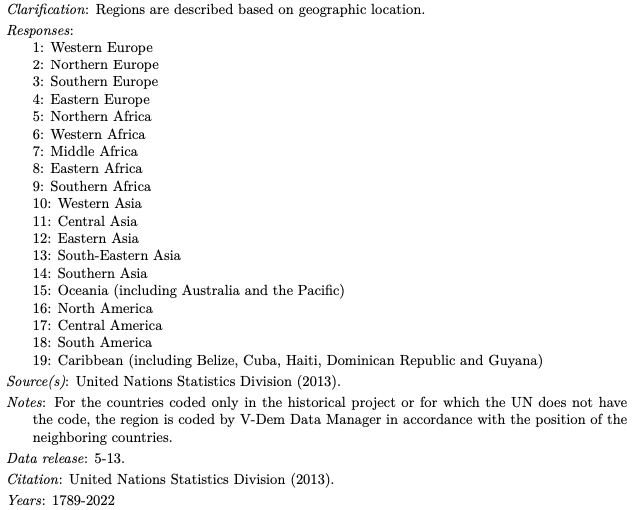 Clarification: Regions are described based on geographic location.
Responses:
1: Western Europe
2: Northern Europe
3: Southern Europe
4: Eastern Europe
5: Northern Africa
6: Western Africa
7: Middle Africa
8: Eastern Africa
9: Southern Africa
10: Western Asia
11: Central Asia
12: Eastern Asia
13: South-Eastern Asia
14: Southern Asia
15: Oceania (including Australia and the Pacific)
16: North America
17: Central America
18: South America
19: Caribbean (including Belize, Cuba, Haiti, Dominican Republic and Guyana)
Source(s): United Nations Statistics Division (2013).
Notes: For the countries coded only in the historical project or for which the UN does not have
the code, the region is coded by V-Dem Data Manager in accordance with the position of the
neighboring countries.
Data release: 5-13.
Citation: United Nations Statistics Division (2013).
Years: 1789-2022